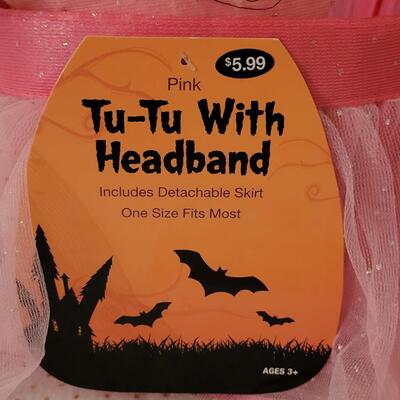 $5.99
Pink
Tu-Tu With
Headband
Includes Detachable Skirt
One Size Fits Most
AGES 3+